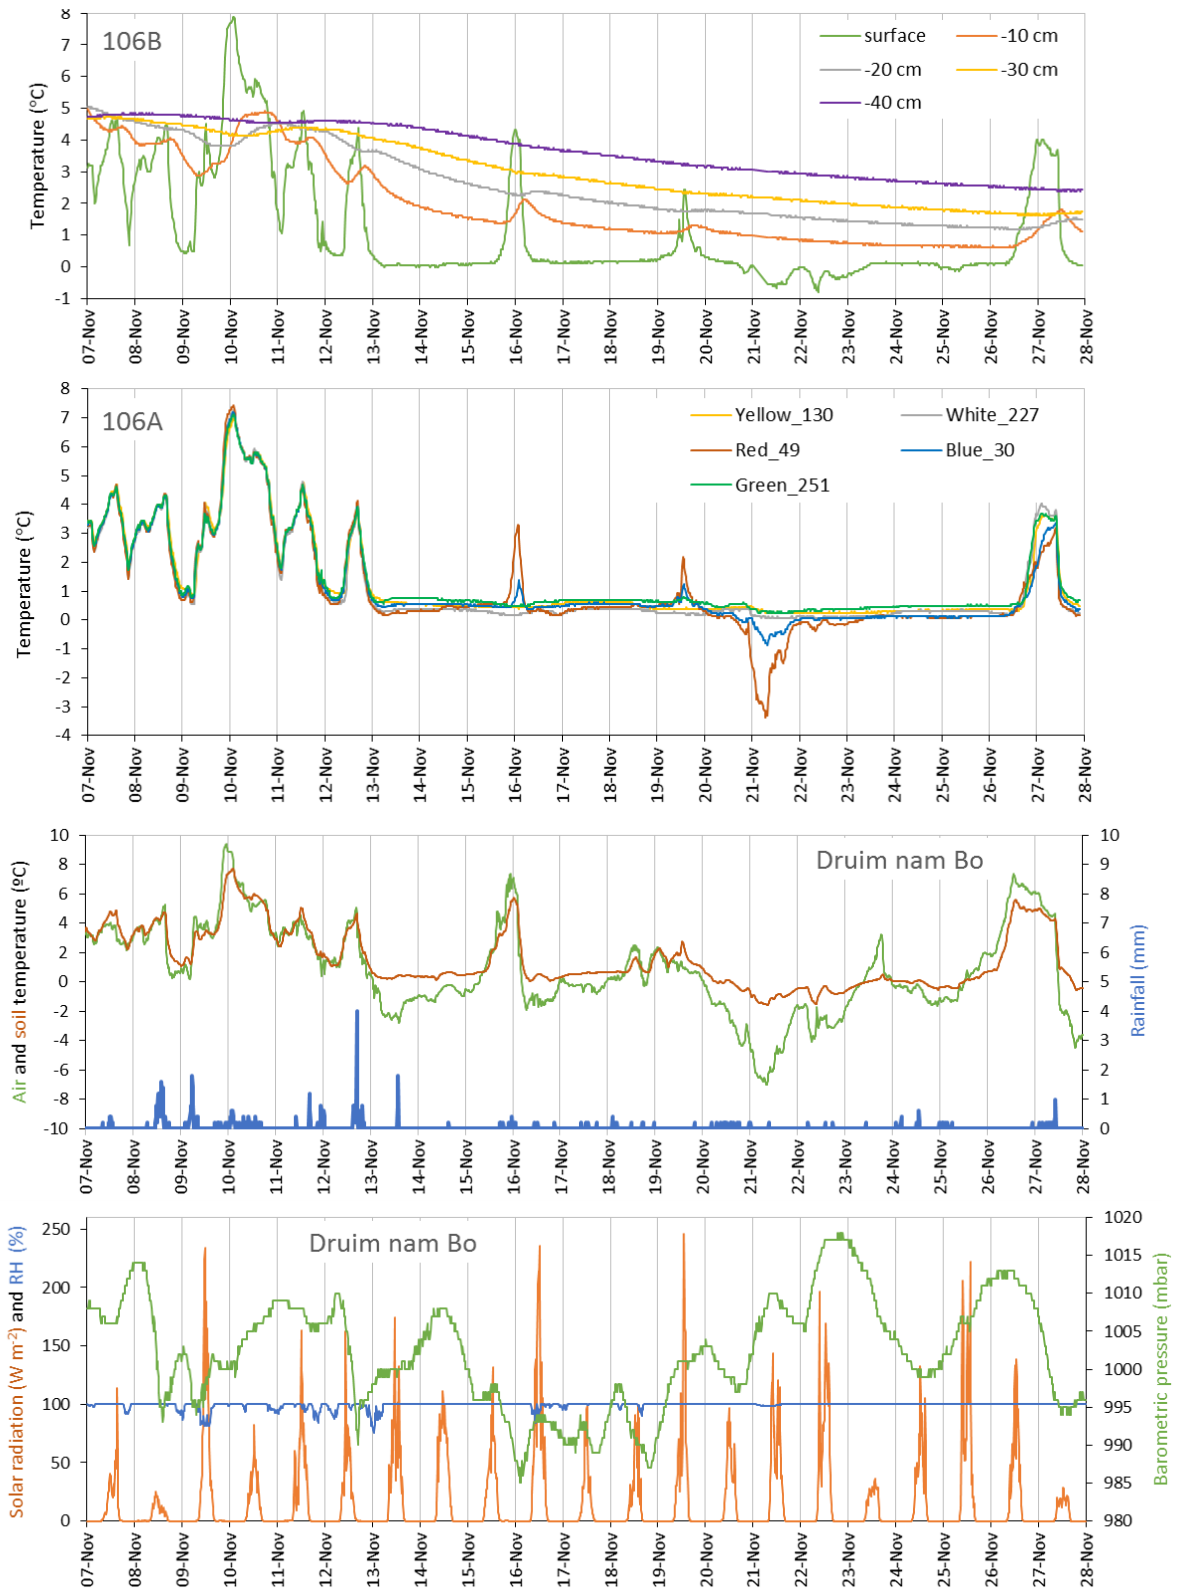 106B
surface
-10 cm
-20 cm
-30 cm
-40 cm
Temperature (°C)
8
7
6
5
4
3
2
1
0
-1
07-Nov
08-Nov
09-Nov
10-Nov
11-Nov
12-Nov
13-Nov
14-Nov
15-Nov
16-Nov
17-Nov
18-Nov
19-Nov
20-Nov
21-Nov
22-Nov
23-Nov
24-Nov
25-Nov
26-Nov
27-Nov
28-Nov
106A
Yellow_130
White_227
Red_49
Blue_30
Green_251
Temperature (°C)
8
7
6
5
4
3
2
1
0
-1
-2
-3
-4
07-Nov
08-Nov
09-Nov
10-Nov
11-Nov
12-Nov
13-Nov
14-Nov
15-Nov
16-Nov
17-Nov
18-Nov
19-Nov
20-Nov
21-Nov
22-Nov
23-Nov
24-Nov
25-Nov
26-Nov
27-Nov
28-Nov
Druim nam Bo
Air and soil temperature (ºC)
10
8
6
4
2
0
-2
-4
-6
-8
-10
10
9
8
7
6
5
4
3
2
1
0
Rainfall (mm)
07-Nov
08-Nov
09-Nov
10-Nov
11-Nov
12-Nov
13-Nov
14-Nov
15-Nov
16-Nov
17-Nov
18-Nov
19-Nov
20-Nov
21-Nov
22-Nov
23-Nov
24-Nov
25-Nov
26-Nov
27-Nov
28-Nov
Druim nam Bo
Solar radiation (W m-2) and RH (%)
250
200
150
100
50
0
1020
1015
1010
1005
1000
995
990
985
980
Barometric pressure (mbar)
07-Nov
08-Nov
09-Nov
10-Nov
11-Nov
12-Nov
13-Nov
14-Nov
15-Nov
16-Nov
17-Nov
18-Nov
19-Nov
20-Nov
21-Nov
22-Nov
23-Nov
24-Nov
25-Nov
26-Nov
27-Nov
28-Nov